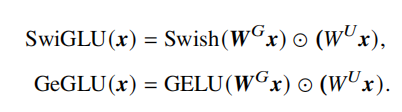 SwiGLU(x) = Swish(W^G x) ⊙ (W^U x),
GeGLU(x) = GELU(W^G x) ⊙ (W^U x).